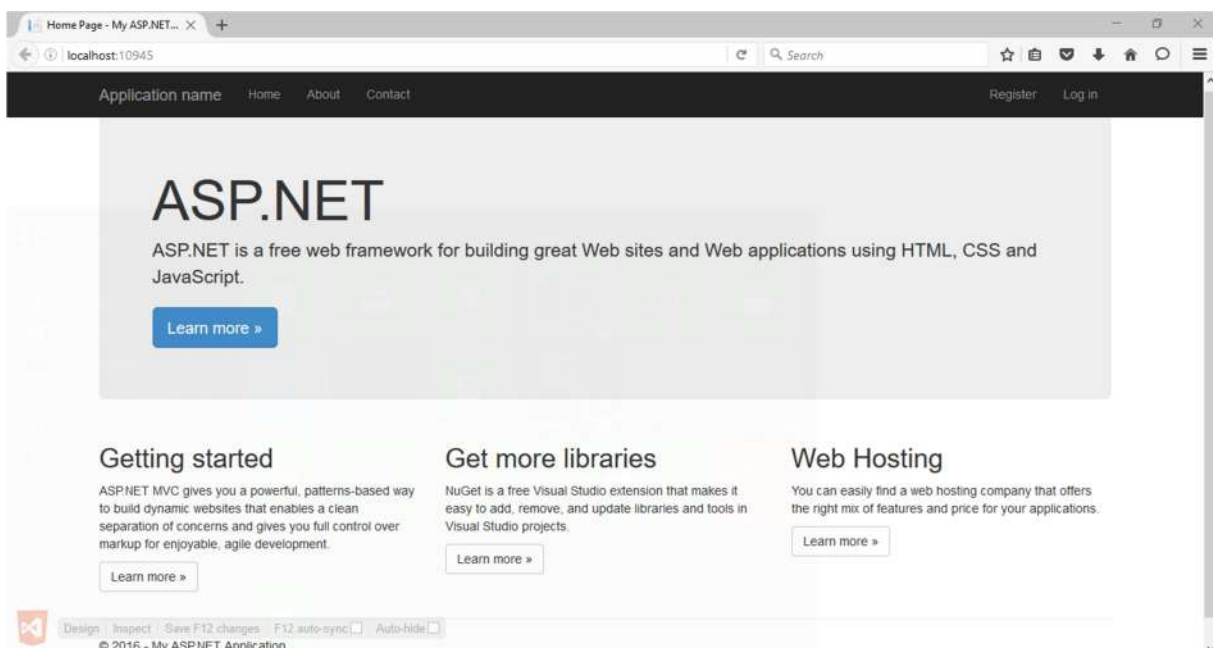 Home Page - My ASP.NET...
localhost:10945
Search
Application name Home About Contact Register Log in
ASP.NET
ASP.NET is a free web framework for building great Web sites and Web applications using HTML, CSS and
JavaScript.
Learn more »
Getting started
ASP.NET MVC gives you a powerful, patterns-based way
to build dynamic websites that enables a clean
separation of concerns and gives you full control over
markup for enjoyable, agile development.
Learn more »
Get more libraries
NuGet is a free Visual Studio extension that makes it
easy to add, remove, and update libraries and tools in
Visual Studio projects.
Learn more »
Web Hosting
You can easily find a web hosting company that offers
the right mix of features and price for your applications.
Learn more »
Design Inspect Save F12 changes F12 auto-sync Auto-hide
© 2016 - My ASP.NET Application